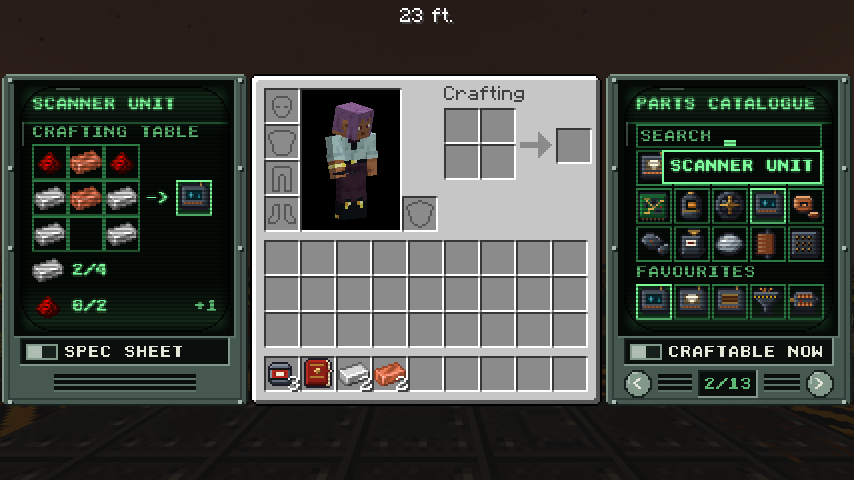 23 ft.
SCANNER UNIT
CRAFTING TABLE
2/4
0/2
+1
SPEC SHEET
Crafting
3
2
2
PARTS CATALOGUE
SEARCH _
SCANNER UNIT
FAVOURITES
CRAFTABLE NOW
< 2/13 >